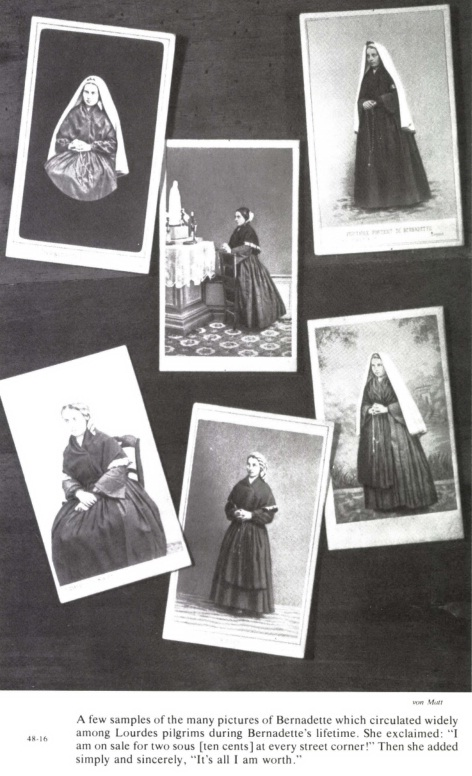 PORTRAIT DE BERNADETTE
von Matt
A few samples of the many pictures of Bernadette which circulated widely
among Lourdes pilgrims during Bernadette's lifetime. She exclaimed: "I
48-16
am on sale for two sous [ten cents] at every street corner!" Then she added
simply and sincerely, "It's all I am worth."